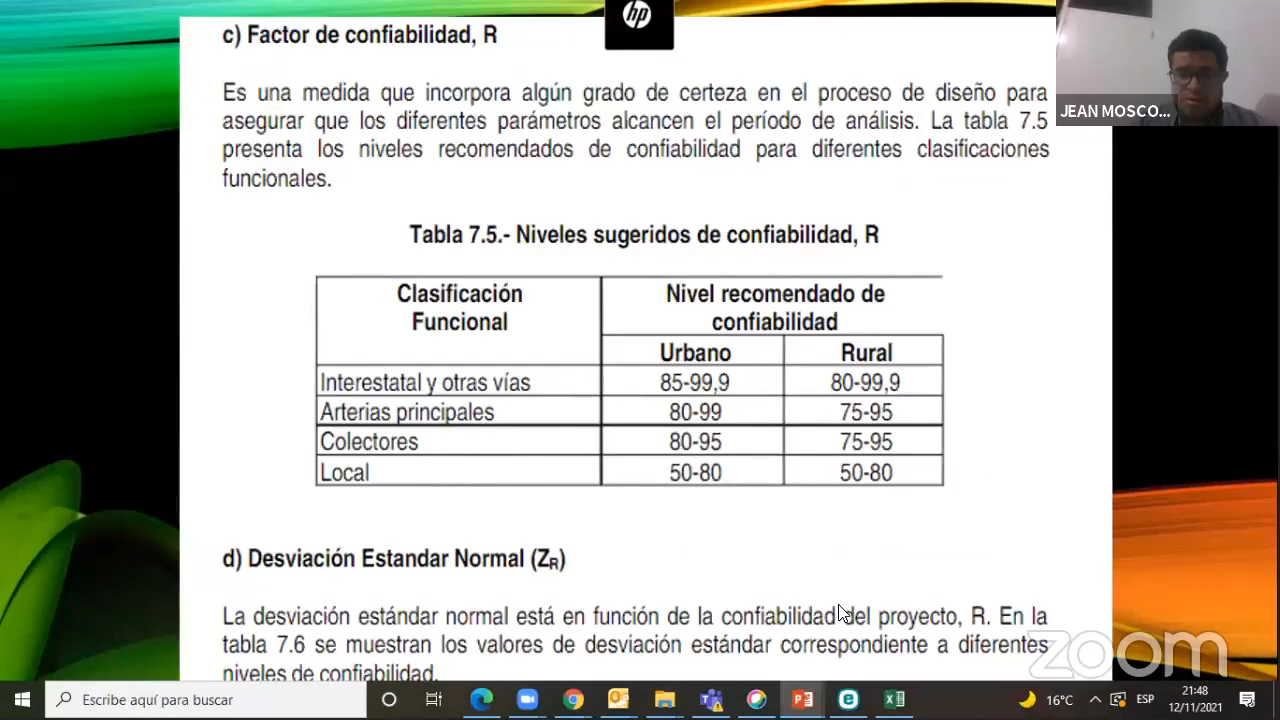 hp
c) Factor de confiabilidad, R
Es una medida que incorpora algún grado de certeza en el proceso de diseño para
asegurar que los diferentes parámetros alcancen el período de análisis. La tabla 7.5
presenta los niveles recomendados de confiabilidad para diferentes clasificaciones
funcionales.
JEAN MOSCO...
Tabla 7.5.- Niveles sugeridos de confiabilidad, R
Clasificación Funcional
Nivel recomendado de confiabilidad
Urbano Rural
Interestatal y otras vías 85-99,9 80-99,9
Arterias principales 80-99 75-95
Colectores 80-95 75-95
Local 50-80 50-80
d) Desviación Estandar Normal (ZR)
La desviación estándar normal está en función de la confiabilidad del proyecto, R. En la
tabla 7.6 se muestran los valores de desviación estándar correspondiente a diferentes
niveles de confiabilidad.
zoom
Escribe aquí para buscar
16°C
ESP
21:48
12/11/2021